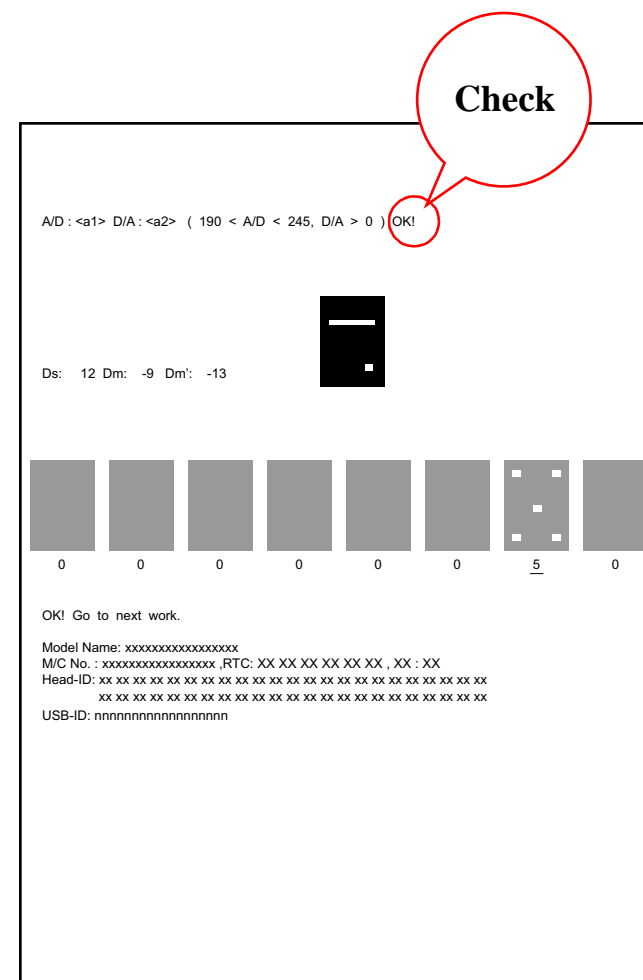 Check
A/D : <a1> D/A : <a2> ( 190 < A/D < 245, D/A > 0 ) OK!
Ds: 12 Dm: -9 Dm': -13
0 0 0 0 0 0 5 0
OK! Go to next work.
Model Name: xxxxxxxxxxxxxxxxx
M/C No. : xxxxxxxxxxxxxxxxx ,RTC: XX XX XX XX XX XX , XX : XX
Head-ID: xx xx xx xx xx xx xx xx xx xx xx xx xx xx xx xx xx xx xx xx xx xx xx
xx xx xx xx xx xx xx xx xx xx xx xx xx xx xx xx xx xx xx xx xx xx xx
USB-ID: nnnnnnnnnnnnnnnnnn